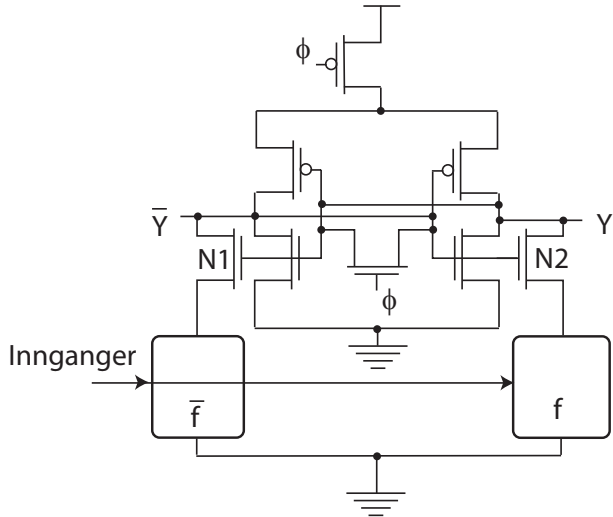 ϕ
Y̅ Y
N1 N2
ϕ
Innganger
f̅ f